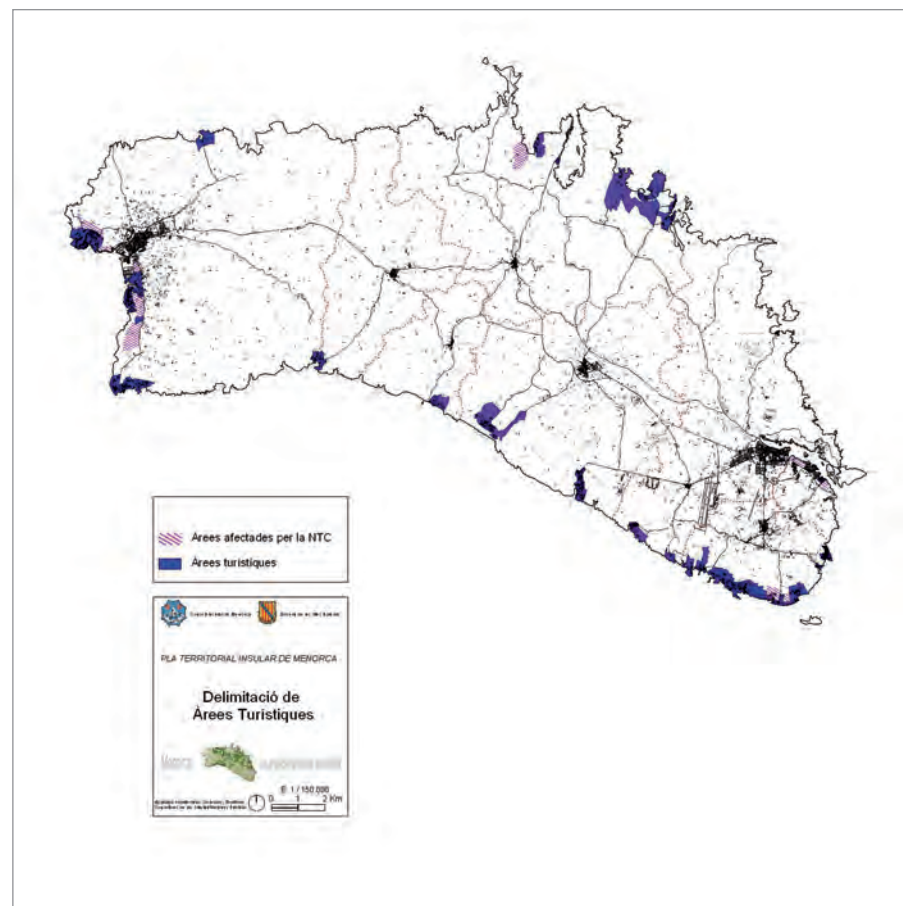 Àrees afectades per la NTC
Àrees turístiques
PLA TERRITORIAL INSULAR DE MENORCA
Delimitació de
Àrees Turístiques
E: 1 / 150.000
0 1 2 Km